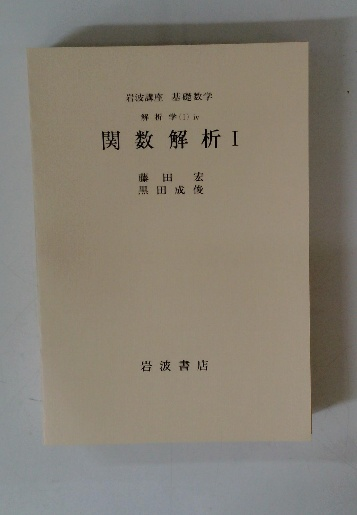 岩波講座 基礎数学
解析学(I) iv
関数解析 I
藤田 宏
黒田成俊
岩波書店